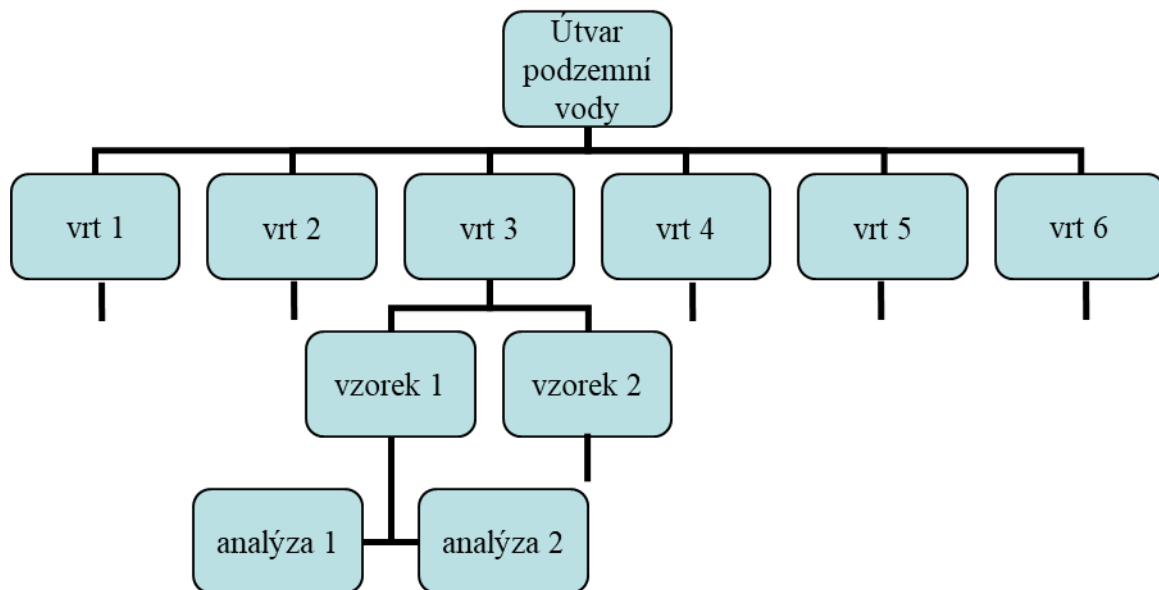 Útvar
podzemní
vody
vrt 1
vrt 2
vrt 3
vrt 4
vrt 5
vrt 6
vzorek 1
vzorek 2
analýza 1
analýza 2